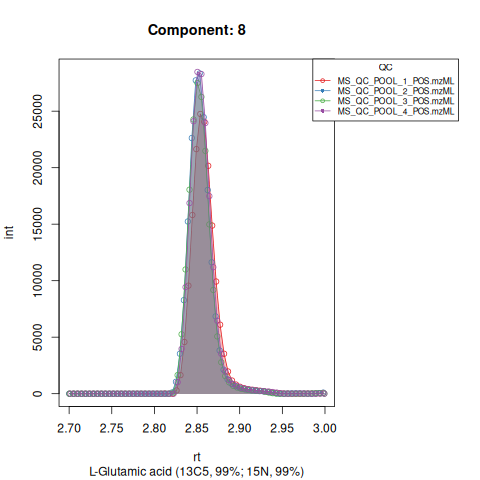 Component: 8
QC
MS_QC_POOL_1_POS.mzML
MS_QC_POOL_2_POS.mzML
MS_QC_POOL_3_POS.mzML
MS_QC_POOL_4_POS.mzML
int
25000
20000
15000
10000
5000
0
2.70 2.75 2.80 2.85 2.90 2.95 3.00
rt
L-Glutamic acid (13C5, 99%; 15N, 99%)